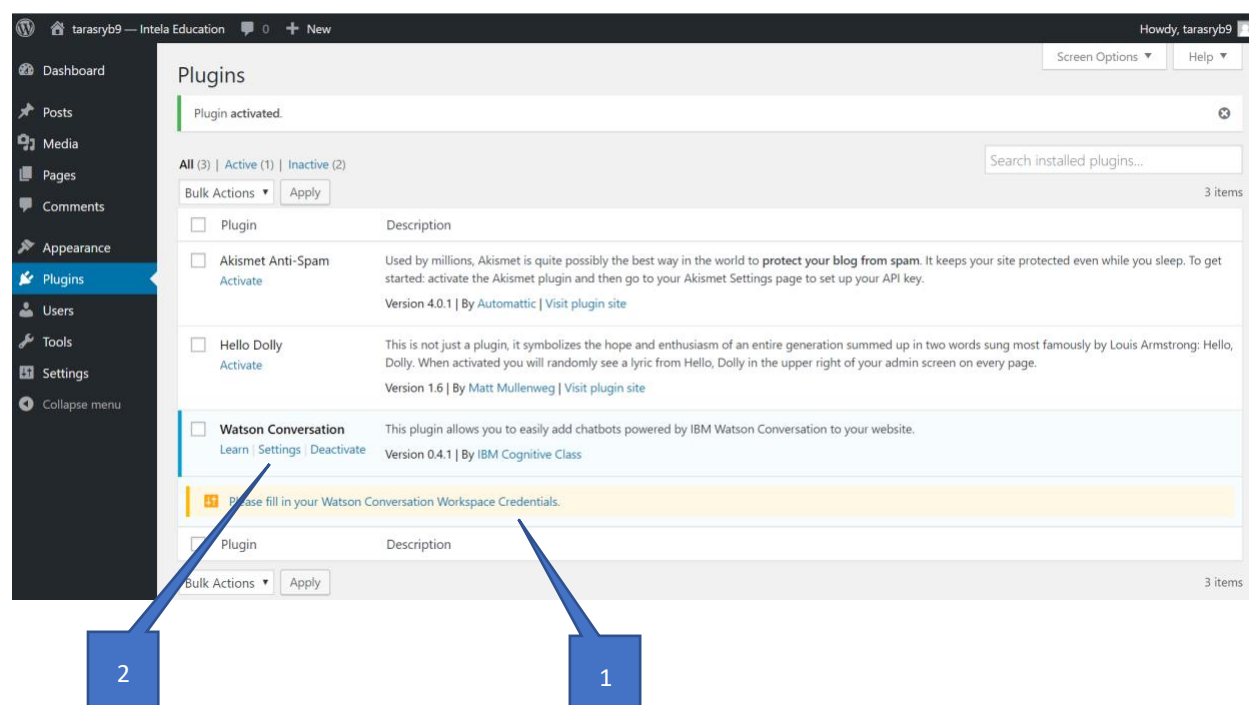 tarasryb9 — Intela Education 0 + New Howdy, tarasryb9
Screen Options ▼ Help ▼
Dashboard
Posts
Media
Pages
Comments
Appearance
Plugins
Users
Tools
Settings
Collapse menu
Plugins
Plugin activated.
All (3) | Active (1) | Inactive (2)
Search installed plugins...
Bulk Actions ▼ Apply 3 items
Plugin Description
Akismet Anti-Spam
Activate
Used by millions, Akismet is quite possibly the best way in the world to protect your blog from spam. It keeps your site protected even while you sleep. To get
started: activate the Akismet plugin and then go to your Akismet Settings page to set up your API key.
Version 4.0.1 | By Automattic | Visit plugin site
Hello Dolly
Activate
This is not just a plugin, it symbolizes the hope and enthusiasm of an entire generation summed up in two words sung most famously by Louis Armstrong: Hello,
Dolly. When activated you will randomly see a lyric from Hello, Dolly in the upper right of your admin screen on every page.
Version 1.6 | By Matt Mullenweg | Visit plugin site
Watson Conversation
Learn | Settings | Deactivate
This plugin allows you to easily add chatbots powered by IBM Watson Conversation to your website.
Version 0.4.1 | By IBM Cognitive Class
Please fill in your Watson Conversation Workspace Credentials.
Plugin Description
Bulk Actions ▼ Apply 3 items
2 1